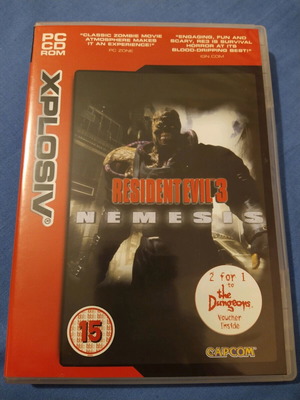 PC
CD
ROM
"CLASSIC ZOMBIE MOVIE
ATMOSPHERE MAKES
IT AN EXPERIENCE!"
PC ZONE
"ENGAGING, FUN AND
SCARY, RE3 IS SURVIVAL
HORROR AT ITS
BLOOD-DRIPPING BEST!"
IGN.COM
XPLOSIV
RESIDENT EVIL 3
NEMESIS
2 for 1
to
the
Dungeons
Voucher
Inside
15
CAPCOM